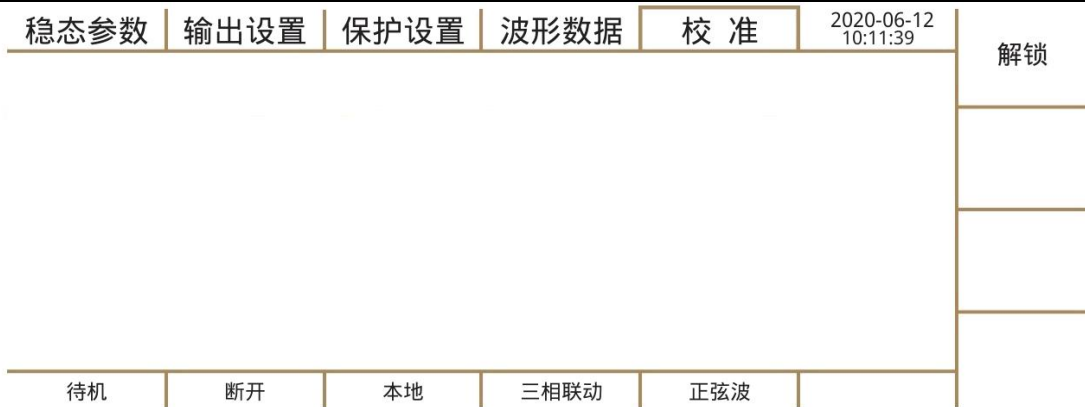 稳态参数
输出设置
保护设置
波形数据
校 准
2020-06-12
10:11:39
解锁
待机
断开
本地
三相联动
正弦波